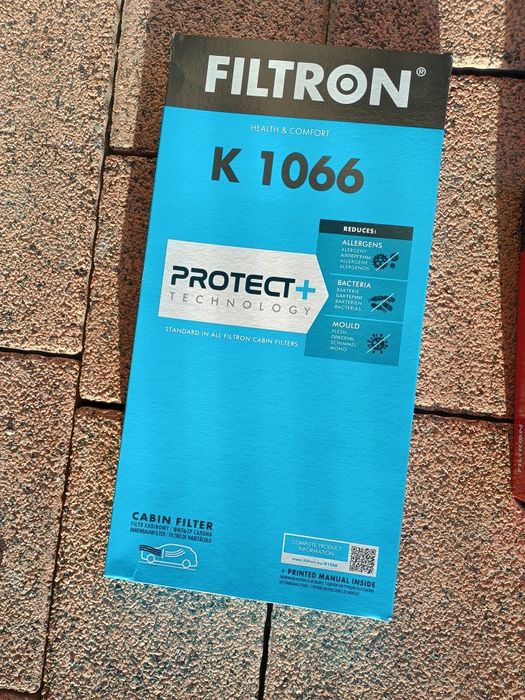 FILTRON®
HEALTH & COMFORT
K 1066
REDUCES:
ALLERGENS
ALERGENY
АЛЛЕРГЕНЫ
ALLERGENE
ALERGENOS
PROTECT+
TECHNOLOGY
BACTERIA
BAKTERIE
БАКТЕРИИ
BAKTERIEN
BACTERIAS
STANDARD IN ALL FILTRON CABIN FILTERS
MOULD
PLEŚŃ
ПЛЕСЕНЬ
SCHIMMEL
MOHO
CABIN FILTER
FILTR KABINOWY / ФИЛЬТР САЛОНА
INNENRAUMFILTER / FILTRO DE HABITÁCULO
COMPLETE PRODUCT
INFORMATION
www.filtron.eu/K1066
+ PRINTED MANUAL INSIDE